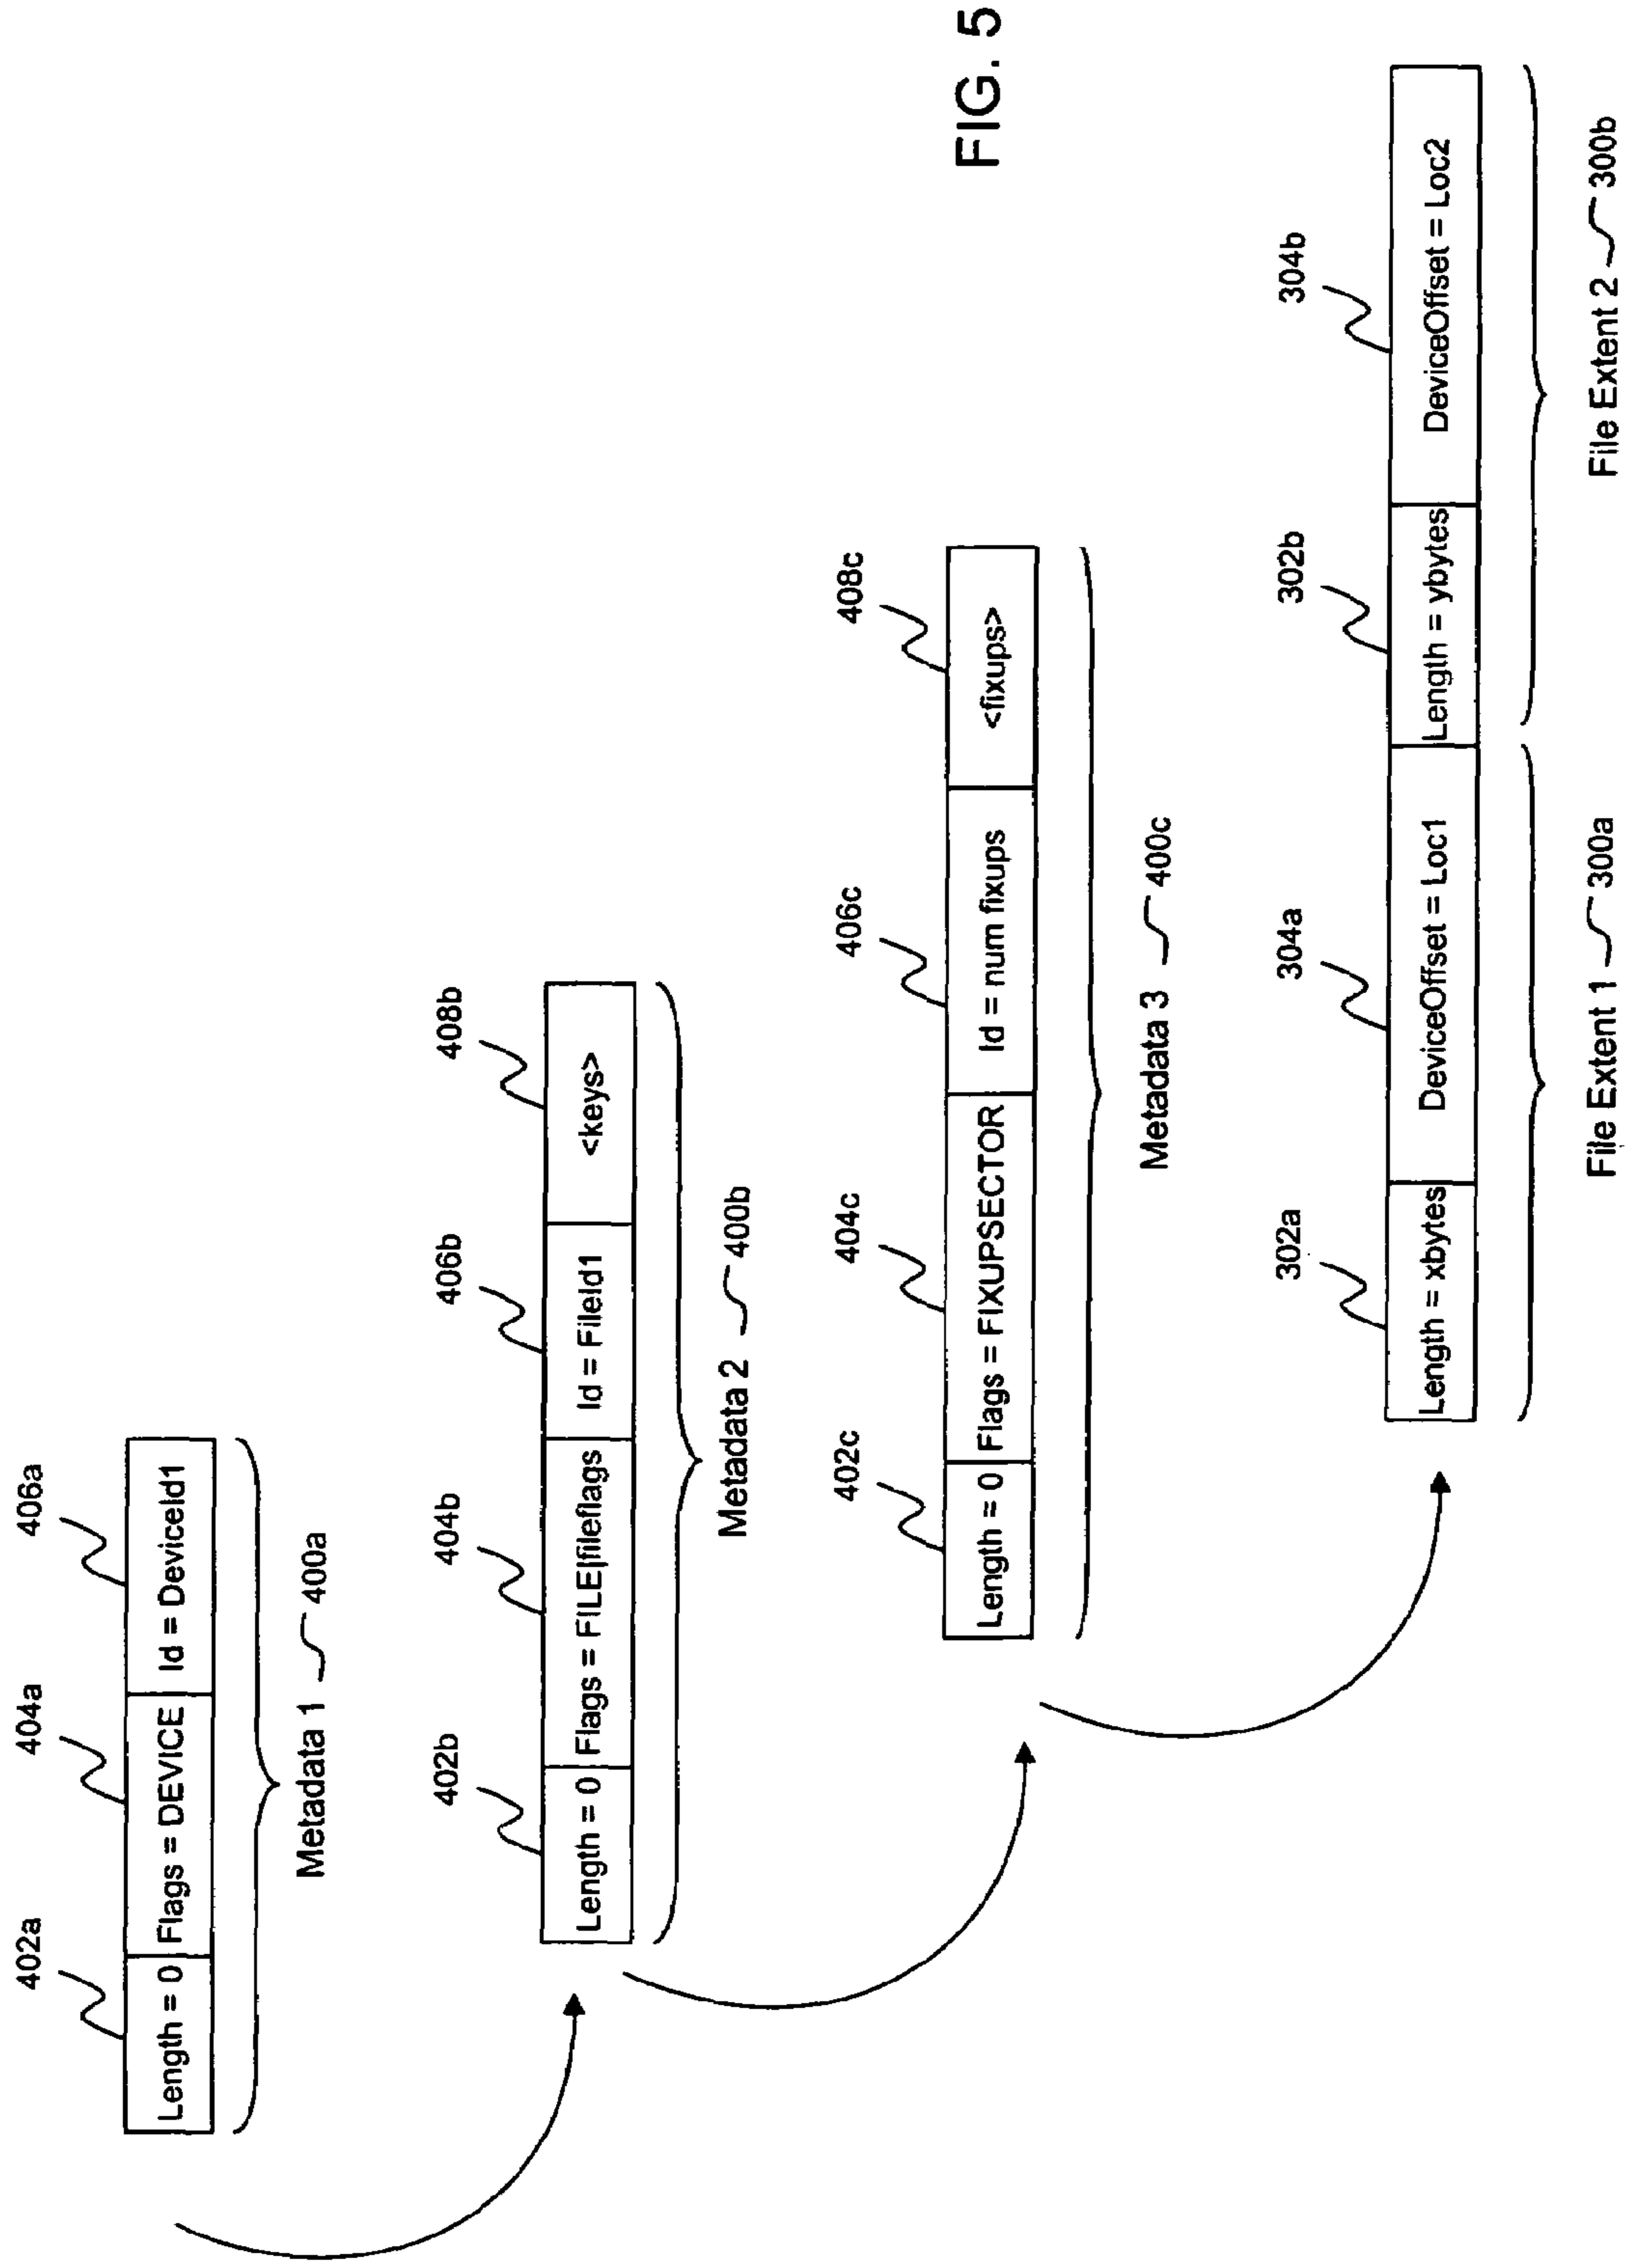 402a 404a 406a
Length = 0 Flags = DEVICE Id = DeviceId1
Metadata 1 400a
402b 404b 406b 408b
Length = 0 Flags = FILE|fileflags Id = FileId1 <keys>
Metadata 2 400b
FIG. 5
402c 404c 406c 408c
Length = 0 Flags = FIXUPSECTOR Id = num fixups <fixups>
Metadata 3 400c
302a 304a 302b 304b
Length = xbytes DeviceOffset = Loc1 Length = ybytes DeviceOffset = Loc2
File Extent 1 300a File Extent 2 300b